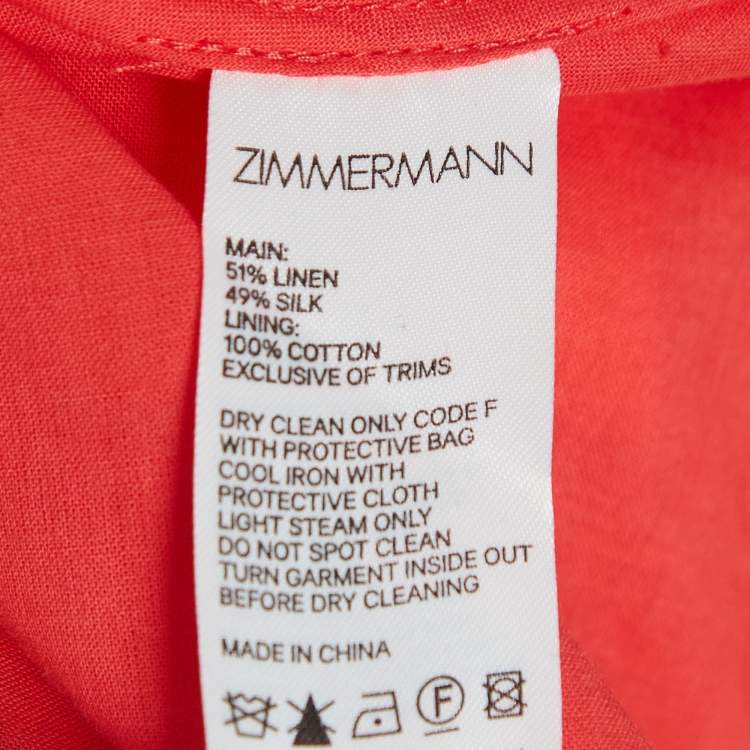 ZIMMERMANN
MAIN:
51% LINEN
49% SILK
LINING:
100% COTTON
EXCLUSIVE OF TRIMS
DRY CLEAN ONLY CODE F
WITH PROTECTIVE BAG
COOL IRON WITH
PROTECTIVE CLOTH
LIGHT STEAM ONLY
DO NOT SPOT CLEAN
TURN GARMENT INSIDE OUT
BEFORE DRY CLEANING
MADE IN CHINA
F